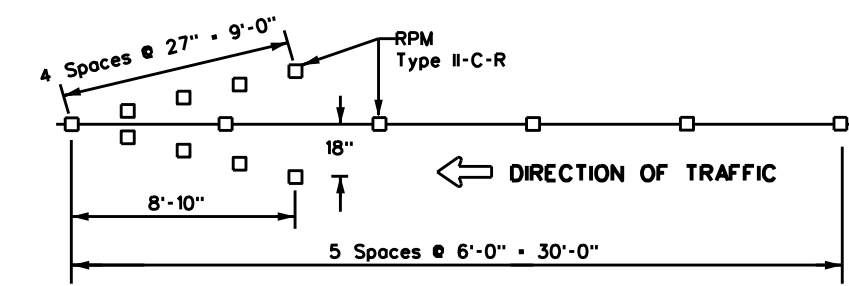 4 Spaces @ 27" = 9'-0"
RPM
Type II-C-R
18"
DIRECTION OF TRAFFIC
8'-10"
5 Spaces @ 6'-0" = 30'-0"